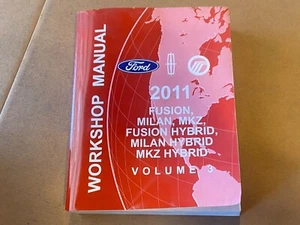 WORKSHOP MANUAL
Ford
2011
FUSION,
MILAN, MKZ,
FUSION HYBRID,
MILAN HYBRID
MKZ HYBRID
VOLUME 3